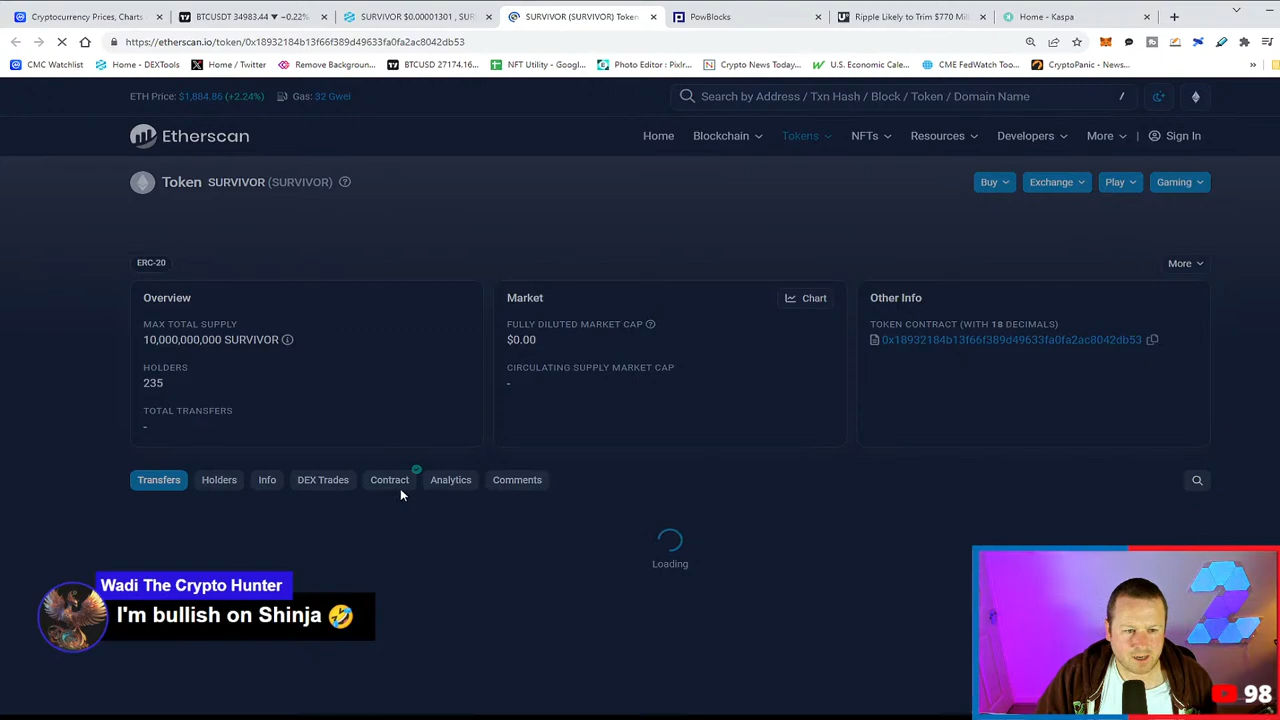 Cryptocurrency Prices, Charts
BTCUSDT 34983.44 ▼ −0.22%
SURVIVOR $0.00001301 , SUR
SURVIVOR (SURVIVOR) Token
PowBlocks
Ripple Likely to Trim $770 Mill
Home - Kaspa
https://etherscan.io/token/0x18932184b13f66f389d49633fa0fa2ac8042db53
CMC Watchlist
Home - DEXTools
Home / Twitter
Remove Backgroun...
BTCUSD 27174.16...
NFT Utility - Googl...
Photo Editor : Pixlr...
Crypto News Today...
U.S. Economic Cale...
CME FedWatch Tool...
CryptoPanic - News...
»
ETH Price: $1,884.86 (+2.24%)
Gas: 32 Gwei
Search by Address / Txn Hash / Block / Token / Domain Name
/
Etherscan
Home
Blockchain
Tokens
NFTs
Resources
Developers
More
|
Sign In
Token SURVIVOR (SURVIVOR)
Buy
Exchange
Play
Gaming
ERC-20
More
Overview
MAX TOTAL SUPPLY
10,000,000,000 SURVIVOR
HOLDERS
235
TOTAL TRANSFERS
-
Market
Chart
FULLY DILUTED MARKET CAP
$0.00
CIRCULATING SUPPLY MARKET CAP
-
Other Info
TOKEN CONTRACT (WITH 18 DECIMALS)
0x18932184b13f66f389d49633fa0fa2ac8042db53
Transfers
Holders
Info
DEX Trades
Contract
Analytics
Comments
Loading
Wadi The Crypto Hunter
I'm bullish on Shinja 🤣
98